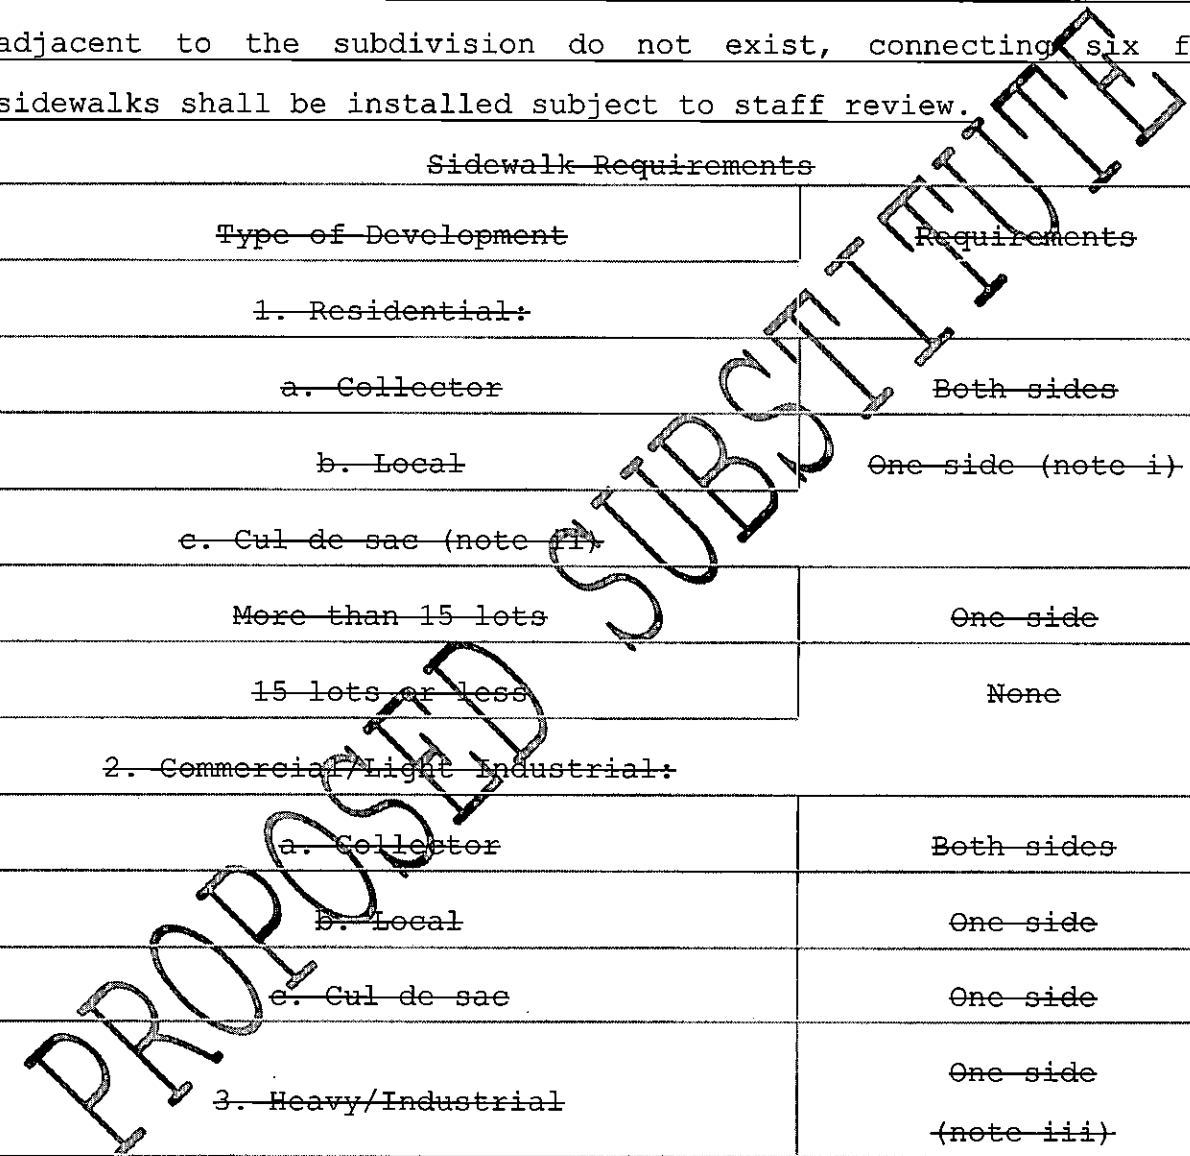 adjacent to the subdivision do not exist, connecting six f
sidewalks shall be installed subject to staff review.
Sidewalk Requirements
Type of Development Requirements
1. Residential:
a. Collector Both sides
b. Local One side (note i)
c. Cul de sac (note ii)
More than 15 lots One side
15 lots or less None
2. Commercial/Light Industrial:
a. Collector Both sides
b. Local One side
c. Cul de sac One side
3. Heavy/Industrial One side
(note iii)
PROPOSED SUBSTITUTE